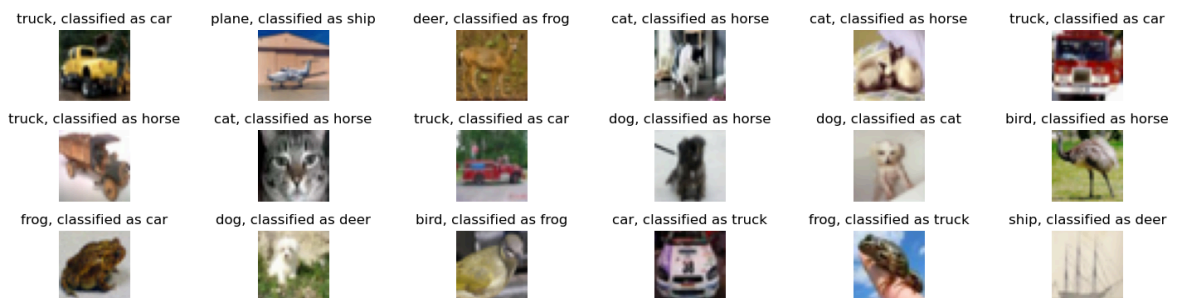 truck, classified as car
plane, classified as ship
deer, classified as frog
cat, classified as horse
cat, classified as horse
truck, classified as car
truck, classified as horse
cat, classified as horse
truck, classified as car
dog, classified as horse
dog, classified as cat
bird, classified as horse
frog, classified as car
dog, classified as deer
bird, classified as frog
car, classified as truck
frog, classified as truck
ship, classified as deer